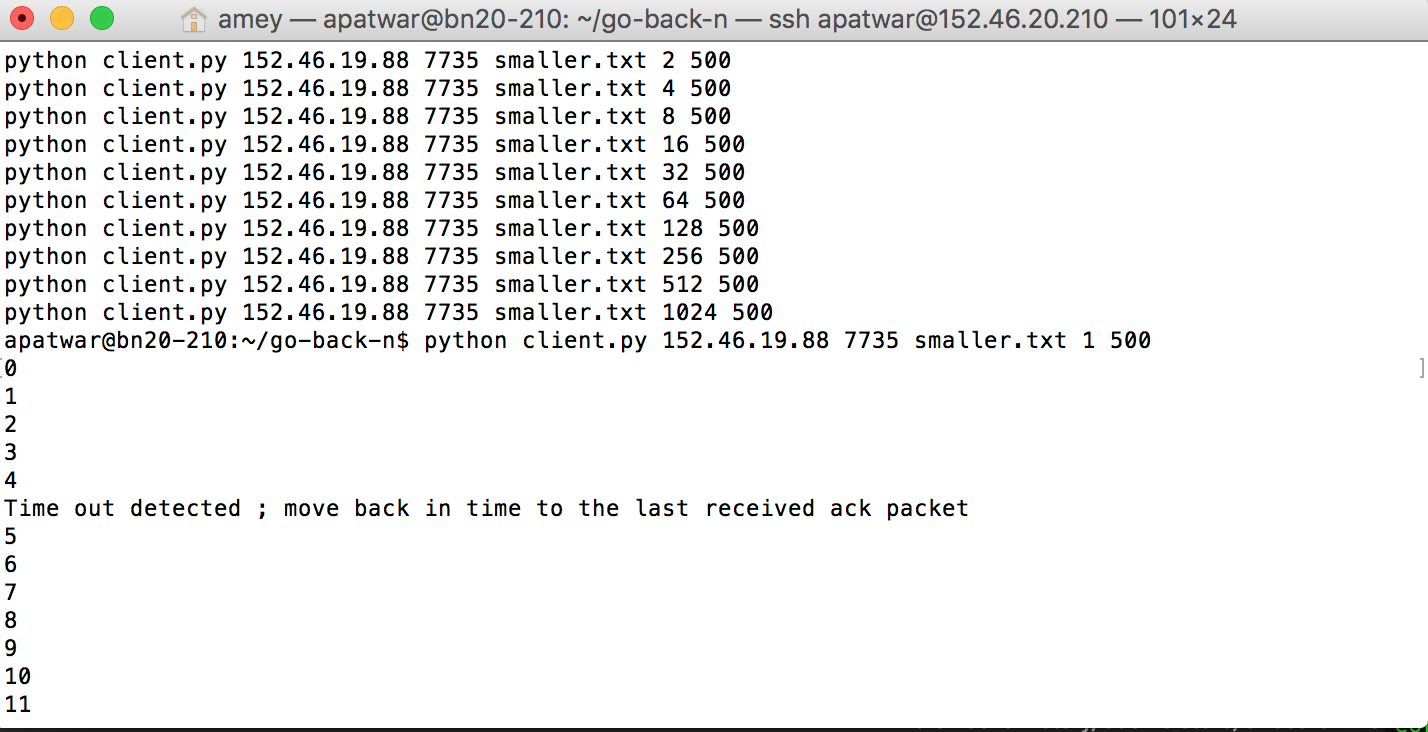 amey — apatwar@bn20-210: ~/go-back-n — ssh apatwar@152.46.20.210 — 101×24
python client.py 152.46.19.88 7735 smaller.txt 2 500
python client.py 152.46.19.88 7735 smaller.txt 4 500
python client.py 152.46.19.88 7735 smaller.txt 8 500
python client.py 152.46.19.88 7735 smaller.txt 16 500
python client.py 152.46.19.88 7735 smaller.txt 32 500
python client.py 152.46.19.88 7735 smaller.txt 64 500
python client.py 152.46.19.88 7735 smaller.txt 128 500
python client.py 152.46.19.88 7735 smaller.txt 256 500
python client.py 152.46.19.88 7735 smaller.txt 512 500
python client.py 152.46.19.88 7735 smaller.txt 1024 500
apatwar@bn20-210:~/go-back-n$ python client.py 152.46.19.88 7735 smaller.txt 1 500
[0 ]
1
2
3
4
Time out detected ; move back in time to the last received ack packet
5
6
7
8
9
10
11